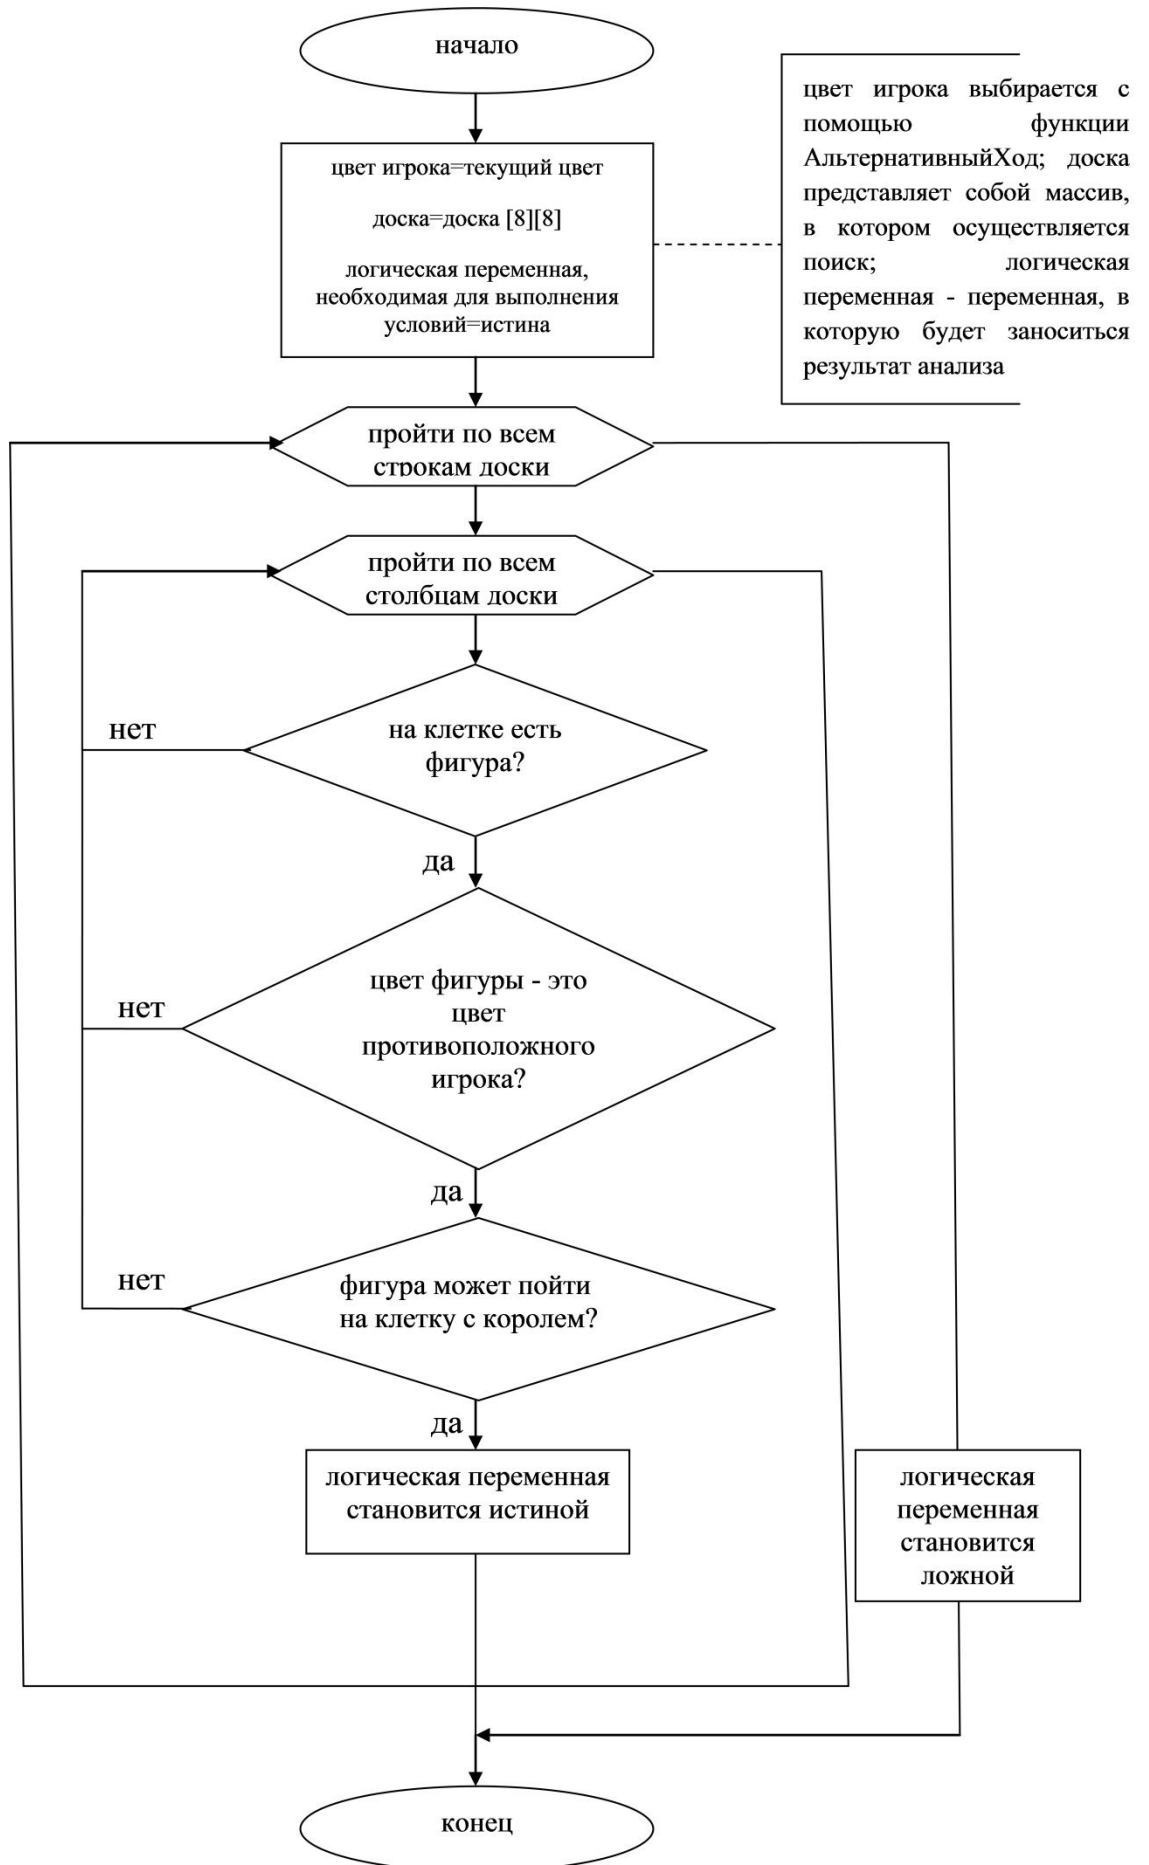 начало
цвет игрока=текущий цвет
доска=доска [8][8]
логическая переменная,
необходимая для выполнения
условий=истина
цвет игрока выбирается с
помощью функции
АльтернативныйХод; доска
представляет собой массив,
в котором осуществляется
поиск; логическая
переменная - переменная, в
которую будет заноситься
результат анализа
пройти по всем
строкам доски
пройти по всем
столбцам доски
нет
на клетке есть
фигура?
да
нет
цвет фигуры - это
цвет
противоположного
игрока?
да
нет
фигура может пойти
на клетку с королем?
да
логическая переменная
становится истиной
логическая
переменная
становится
ложной
конец